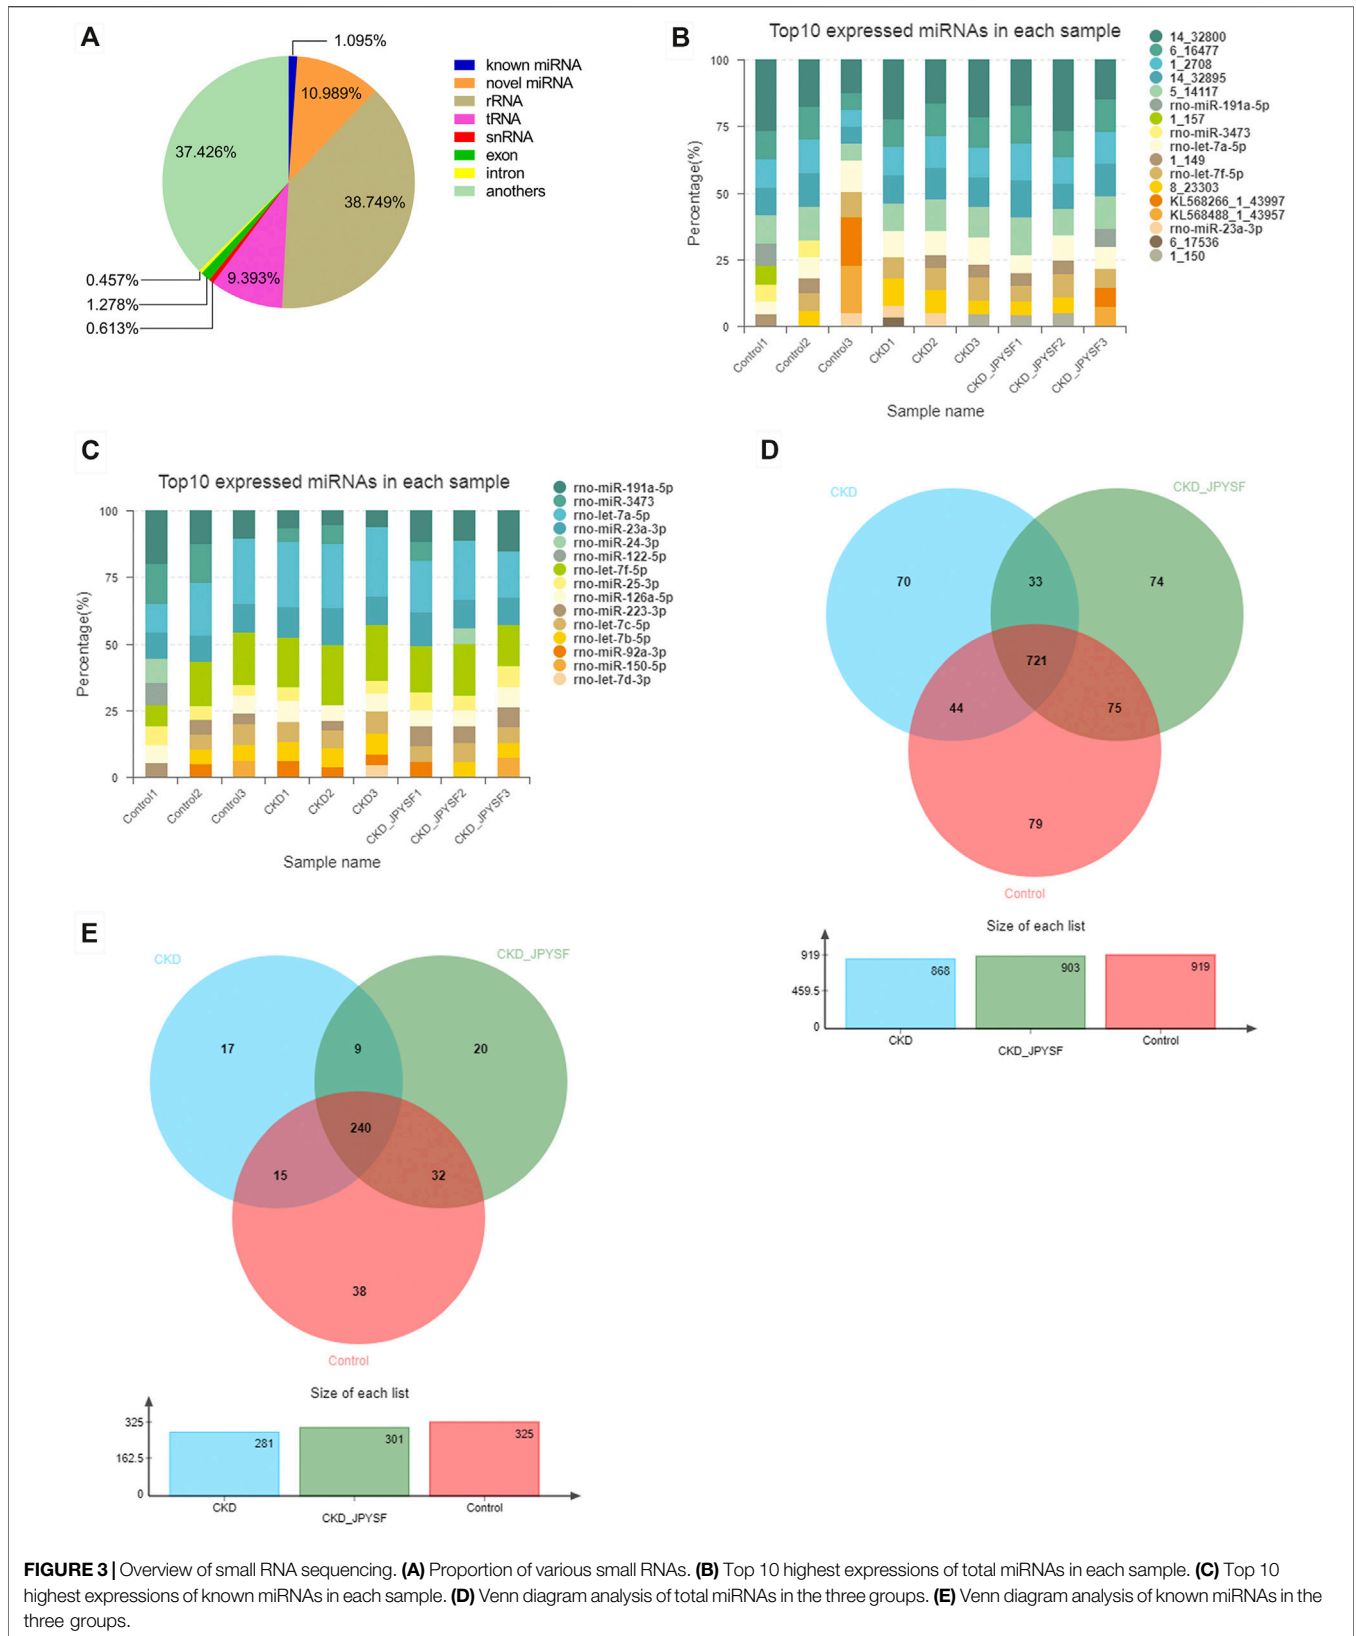 A
1.095%
10.989%
38.749%
9.393%
37.426%
0.457%
1.278%
0.613%
known miRNA
novel miRNA
rRNA
tRNA
snRNA
exon
intron
anothers
B
Top10 expressed miRNAs in each sample
Percentage(%)
100
75
50
25
0
Control1
Control2
Control3
CKD1
CKD2
CKD3
CKD_JPYSF1
CKD_JPYSF2
CKD_JPYSF3
Sample name
14_32800
6_16477
1_2708
14_32895
5_14117
rno-miR-191a-5p
1_157
rno-miR-3473
rno-let-7a-5p
1_149
rno-let-7f-5p
8_23303
KL568266_1_43997
KL568488_1_43957
rno-miR-23a-3p
6_17536
1_150
C
Top10 expressed miRNAs in each sample
Percentage(%)
100
75
50
25
0
Control1
Control2
Control3
CKD1
CKD2
CKD3
CKD_JPYSF1
CKD_JPYSF2
CKD_JPYSF3
Sample name
rno-miR-191a-5p
rno-miR-3473
rno-let-7a-5p
rno-miR-23a-3p
rno-miR-24-3p
rno-miR-122-5p
rno-let-7f-5p
rno-miR-25-3p
rno-miR-126a-5p
rno-miR-223-3p
rno-let-7c-5p
rno-let-7b-5p
rno-miR-92a-3p
rno-miR-150-5p
rno-let-7d-3p
D
CKD
CKD_JPYSF
70
33
74
721
44
75
79
Control
Size of each list
919
459.5
0
868
903
919
CKD
CKD_JPYSF
Control
E
CKD
CKD_JPYSF
17
9
20
240
15
32
38
Control
Size of each list
325
162.5
0
281
301
325
CKD
CKD_JPYSF
Control
FIGURE 3 | Overview of small RNA sequencing. (A) Proportion of various small RNAs. (B) Top 10 highest expressions of total miRNAs in each sample. (C) Top 10
highest expressions of known miRNAs in each sample. (D) Venn diagram analysis of total miRNAs in the three groups. (E) Venn diagram analysis of known miRNAs in the
three groups.